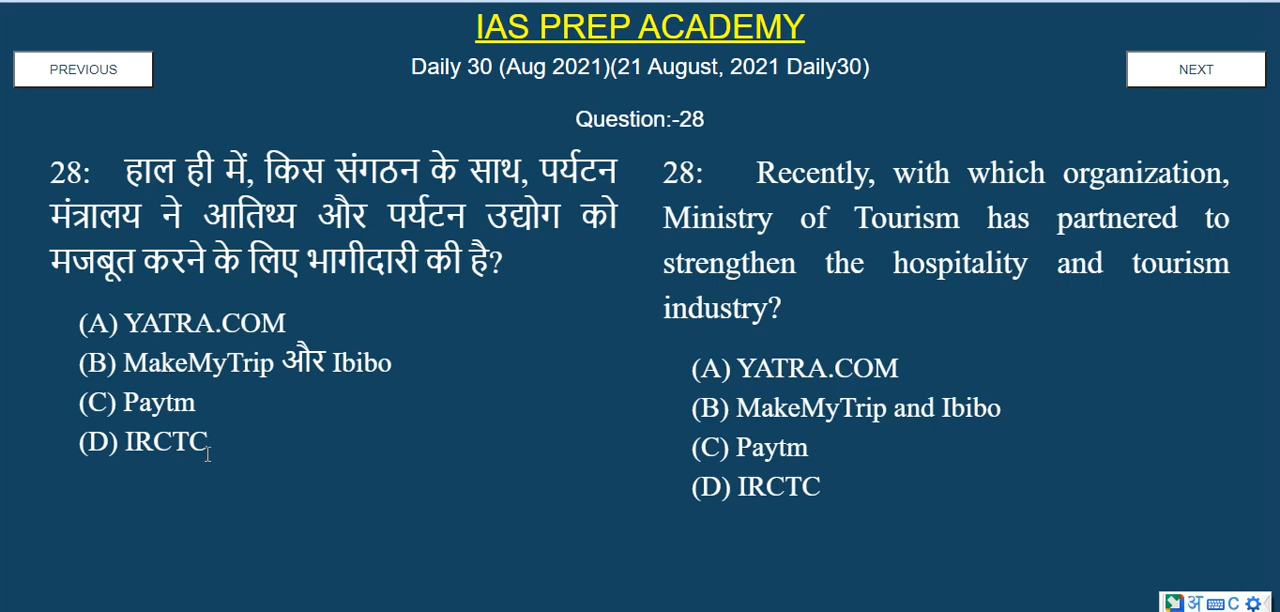 IAS PREP ACADEMY
PREVIOUS
Daily 30 (Aug 2021)(21 August, 2021 Daily30)
NEXT
Question:-28
28: हाल ही में, किस संगठन के साथ, पर्यटन
मंत्रालय ने आतिथ्य और पर्यटन उद्योग को
मजबूत करने के लिए भागीदारी की है?
(A) YATRA.COM
(B) MakeMyTrip और Ibibo
(C) Paytm
(D) IRCTC
28: Recently, with which organization,
Ministry of Tourism has partnered to
strengthen the hospitality and tourism
industry?
(A) YATRA.COM
(B) MakeMyTrip and Ibibo
(C) Paytm
(D) IRCTC
अ C